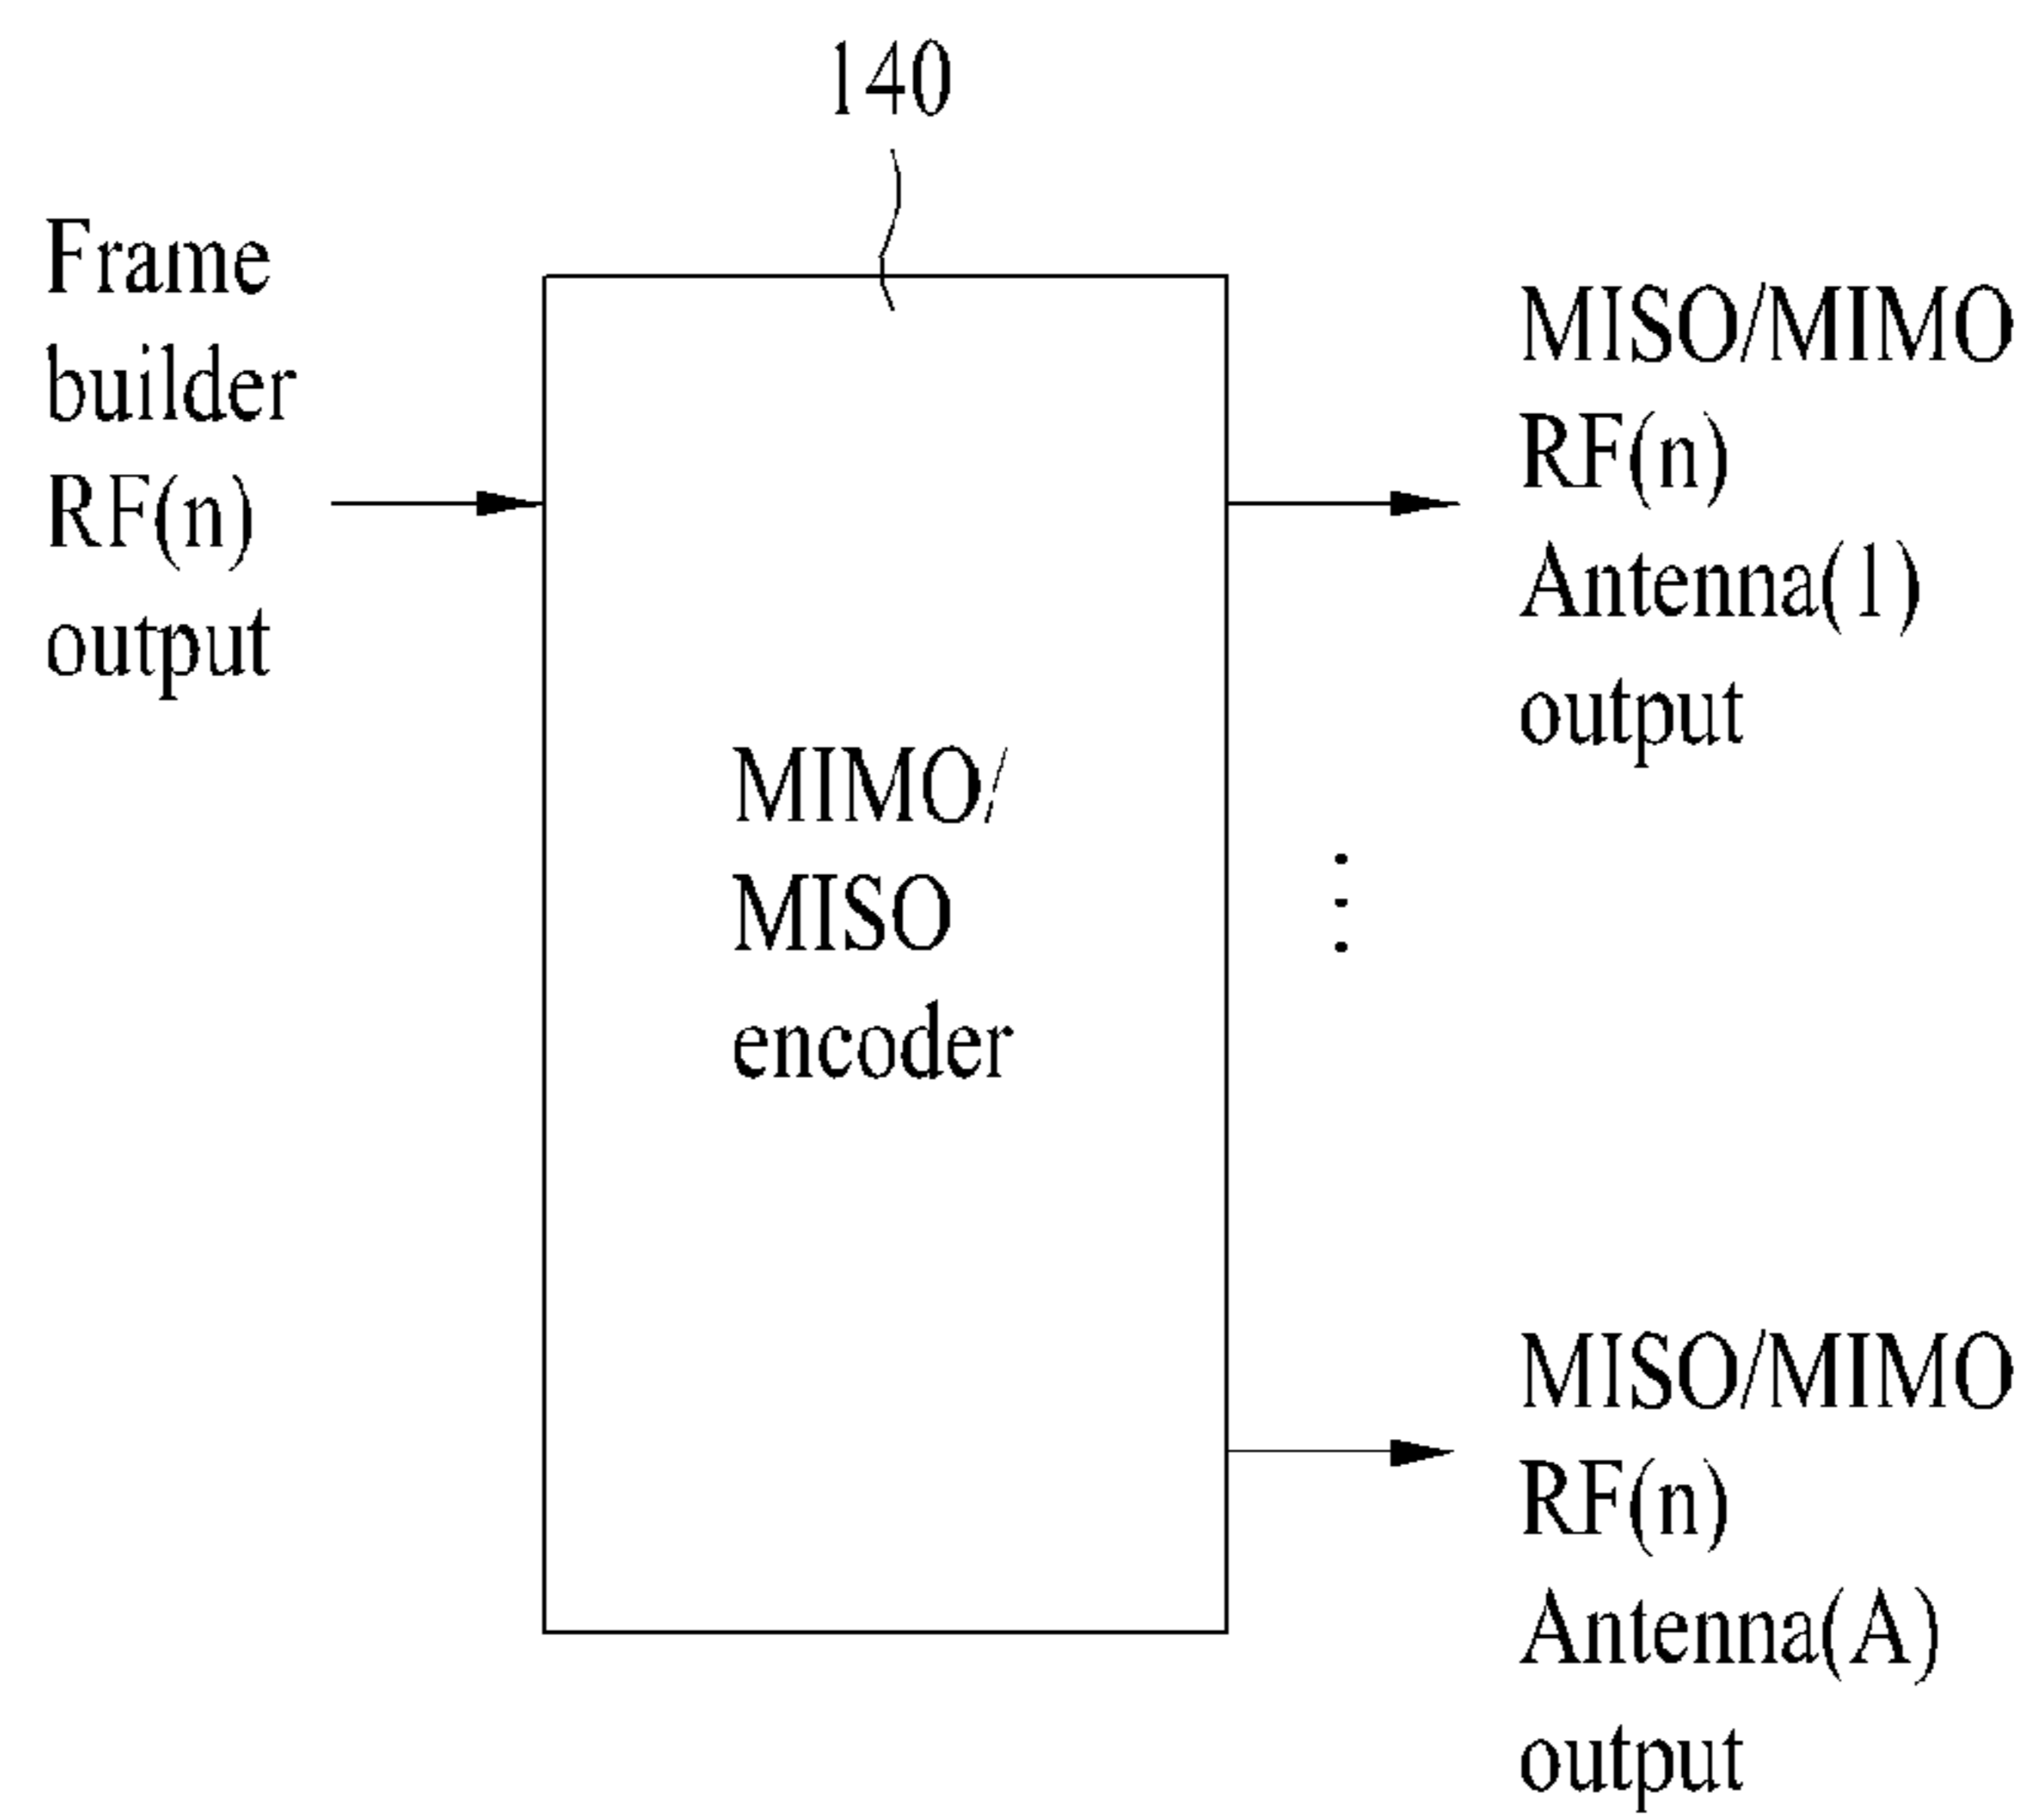 140
Frame
builder
RF(n)
output
MIMO/
MISO
encoder
MISO/MIMO
RF(n)
Antenna(1)
output
MISO/MIMO
RF(n)
Antenna(A)
output